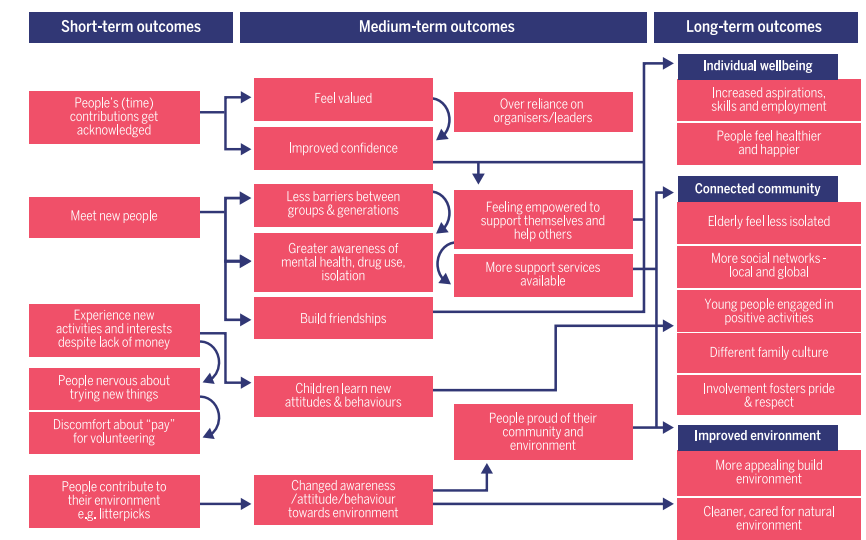 Short-term outcomes
Medium-term outcomes
Long-term outcomes
People's (time)
contributions get
acknowledged
Meet new people
Experience new
activities and interests
despite lack of money
People nervous about
trying new things
Discomfort about “pay”
for volunteering
People contribute to
their environment
e.g. litterpicks
Feel valued
Improved confidence
Less barriers between
groups & generations
Greater awareness of
mental health, drug use,
isolation
Build friendships
Children learn new
attitudes & behaviours
Changed awareness
/attitude/behaviour
towards environment
Over reliance on
organisers/leaders
Feeling empowered to
support themselves and
help others
More support services
available
People proud of their
community and
environment
Individual wellbeing
Increased aspirations,
skills and employment
People feel healthier
and happier
Connected community
Elderly feel less isolated
More social networks -
local and global
Young people engaged in
positive activities
Different family culture
Involvement fosters pride
& respect
Improved environment
More appealing build
environment
Cleaner, cared for natural
environment